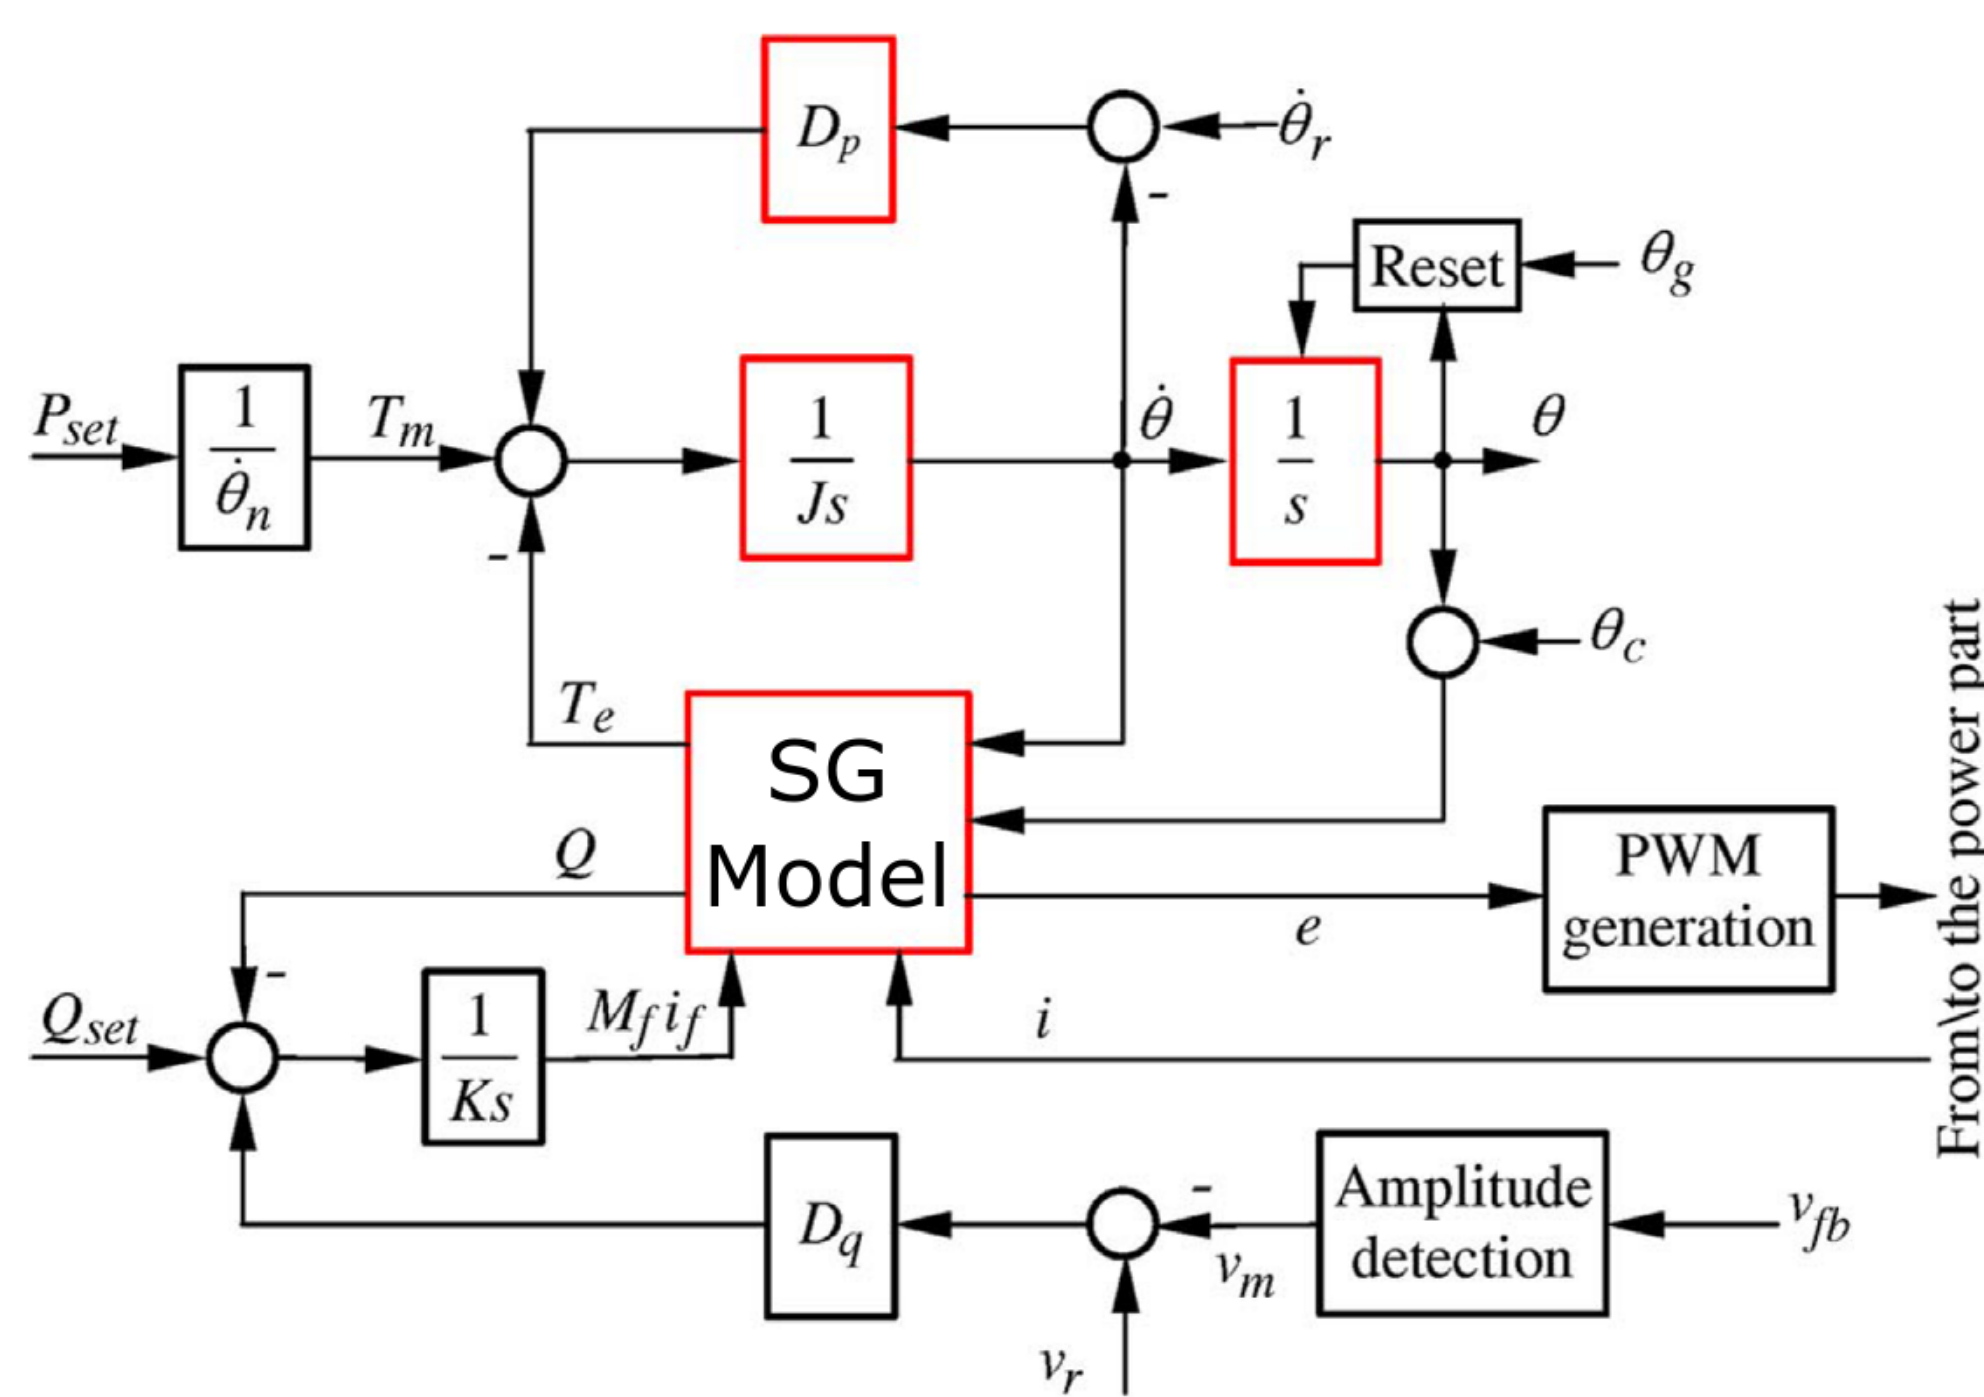 D_p
-
θ̇_r
Reset
θ_g
P_set
1
θ̇_n
T_m
-
1
Js
θ̇
1
s
θ
θ_c
T_e
SG
Model
Q
-
e
PWM
generation
From\to the power part
Q_set
1
Ks
M_f i_f
i
D_q
-
v_m
v_r
Amplitude
detection
v_fb